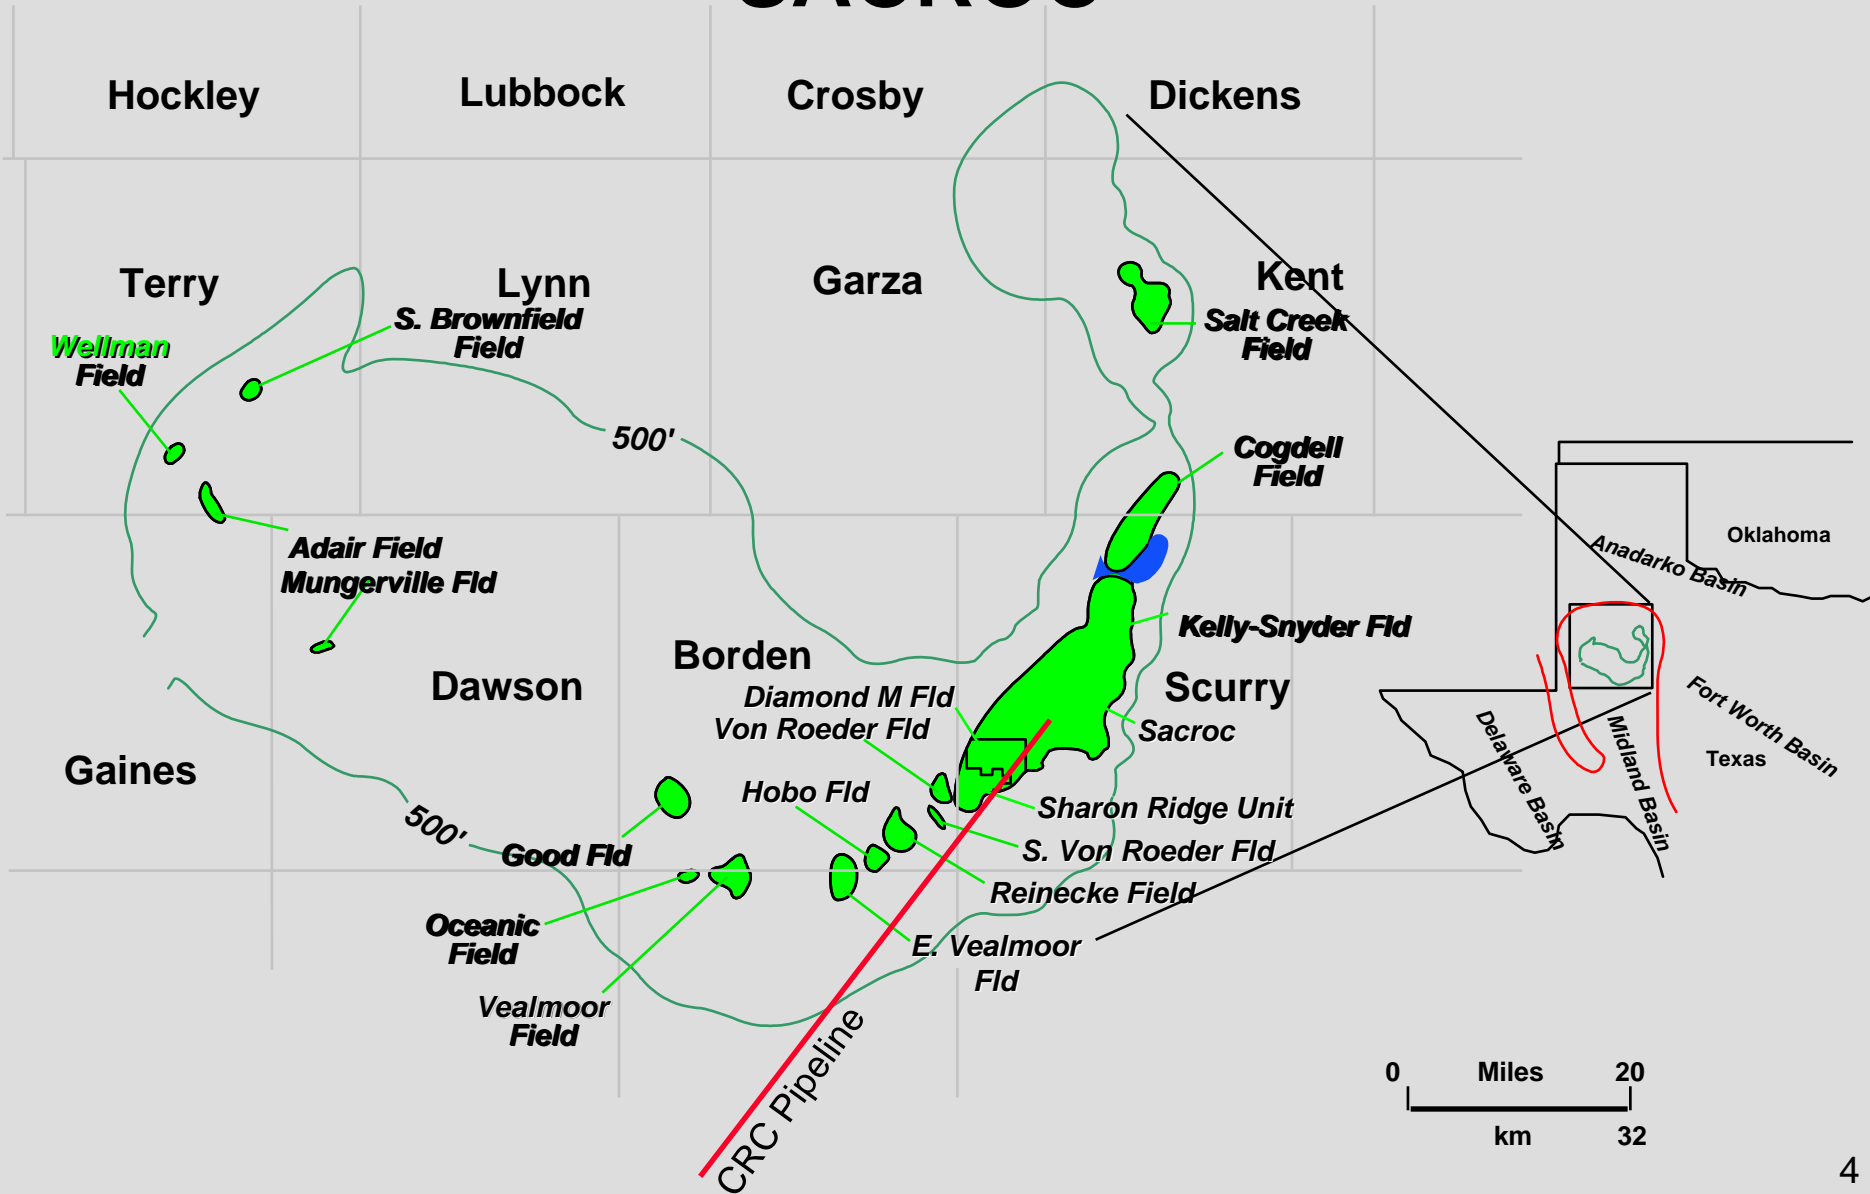 SACROC
Hockley
Lubbock
Crosby
Dickens
Terry
Lynn
Garza
Kent
S. Brownfield
Field
Wellman
Field
Salt Creek
Field
500'
Cogdell
Field
Adair Field
Mungerville Fld
Oklahoma
Anadarko Basin
Kelly-Snyder Fld
Borden
Dawson
Scurry
Diamond M Fld
Von Roeder Fld
Sacroc
Gaines
Hobo Fld
Sharon Ridge Unit
500'
Good Fld
S. Von Roeder Fld
Reinecke Field
Oceanic
Field
E. Vealmoor
Fld
Vealmoor
Field
CRC Pipeline
Delaware Basin
Midland Basin
Fort Worth Basin
Texas
0 Miles 20
km 32
4